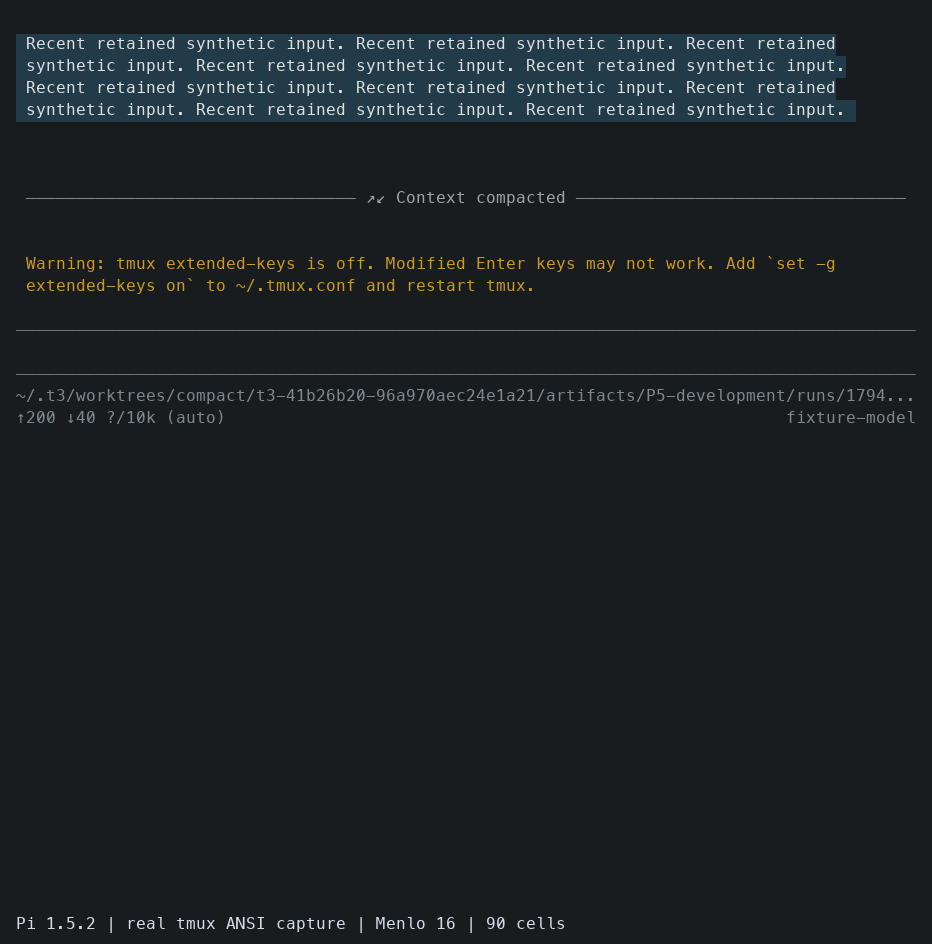 Recent retained synthetic input. Recent retained synthetic input. Recent retained
synthetic input. Recent retained synthetic input. Recent retained synthetic input.
Recent retained synthetic input. Recent retained synthetic input. Recent retained
synthetic input. Recent retained synthetic input. Recent retained synthetic input.
↗↙ Context compacted
Warning: tmux extended-keys is off. Modified Enter keys may not work. Add `set -g
extended-keys on` to ~/.tmux.conf and restart tmux.
~/.t3/worktrees/compact/t3-41b26b20-96a970aec24e1a21/artifacts/P5-development/runs/1794...
↑200 ↓40 ?/10k (auto) fixture-model
Pi 1.5.2 | real tmux ANSI capture | Menlo 16 | 90 cells